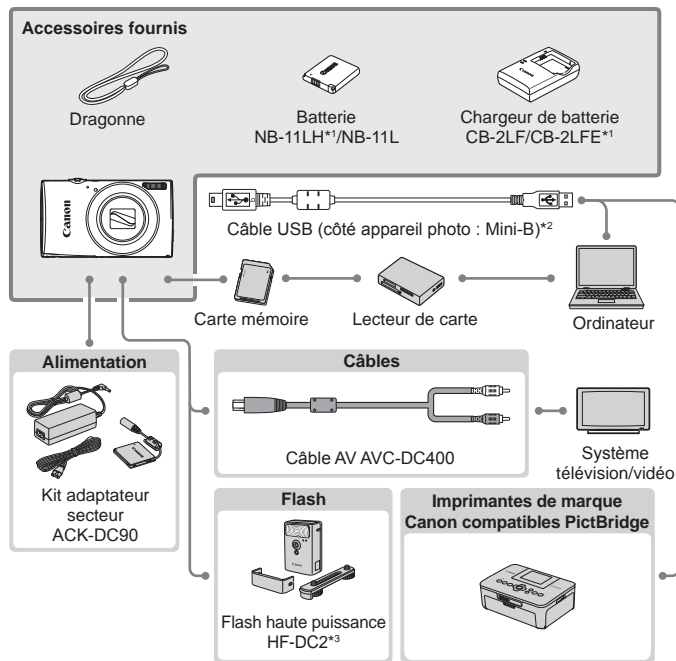 Accessoires fournis
Dragonne
Batterie
NB-11LH*1/NB-11L
Chargeur de batterie
CB-2LF/CB-2LFE*1
Canon
Câble USB (côté appareil photo : Mini-B)*2
Carte mémoire
Lecteur de carte
Ordinateur
Alimentation
Kit adaptateur
secteur
ACK-DC90
Câbles
Câble AV AVC-DC400
Système
télévision/vidéo
Flash
Flash haute puissance
HF-DC2*3
Imprimantes de marque
Canon compatibles PictBridge